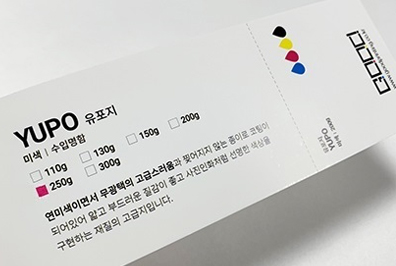 YUPO 유포지
미색 | 수입명함
110g 130g 150g 200g
250g 300g
연미색이면서 무광택의 고급스러움과 찢어지지 않는 종이로 코팅이
되어있어 얇고 부드러운 질감이 좋고 사진인화처럼 선명한 색상을
구현하는 재질의 고급지입니다.
YUPO